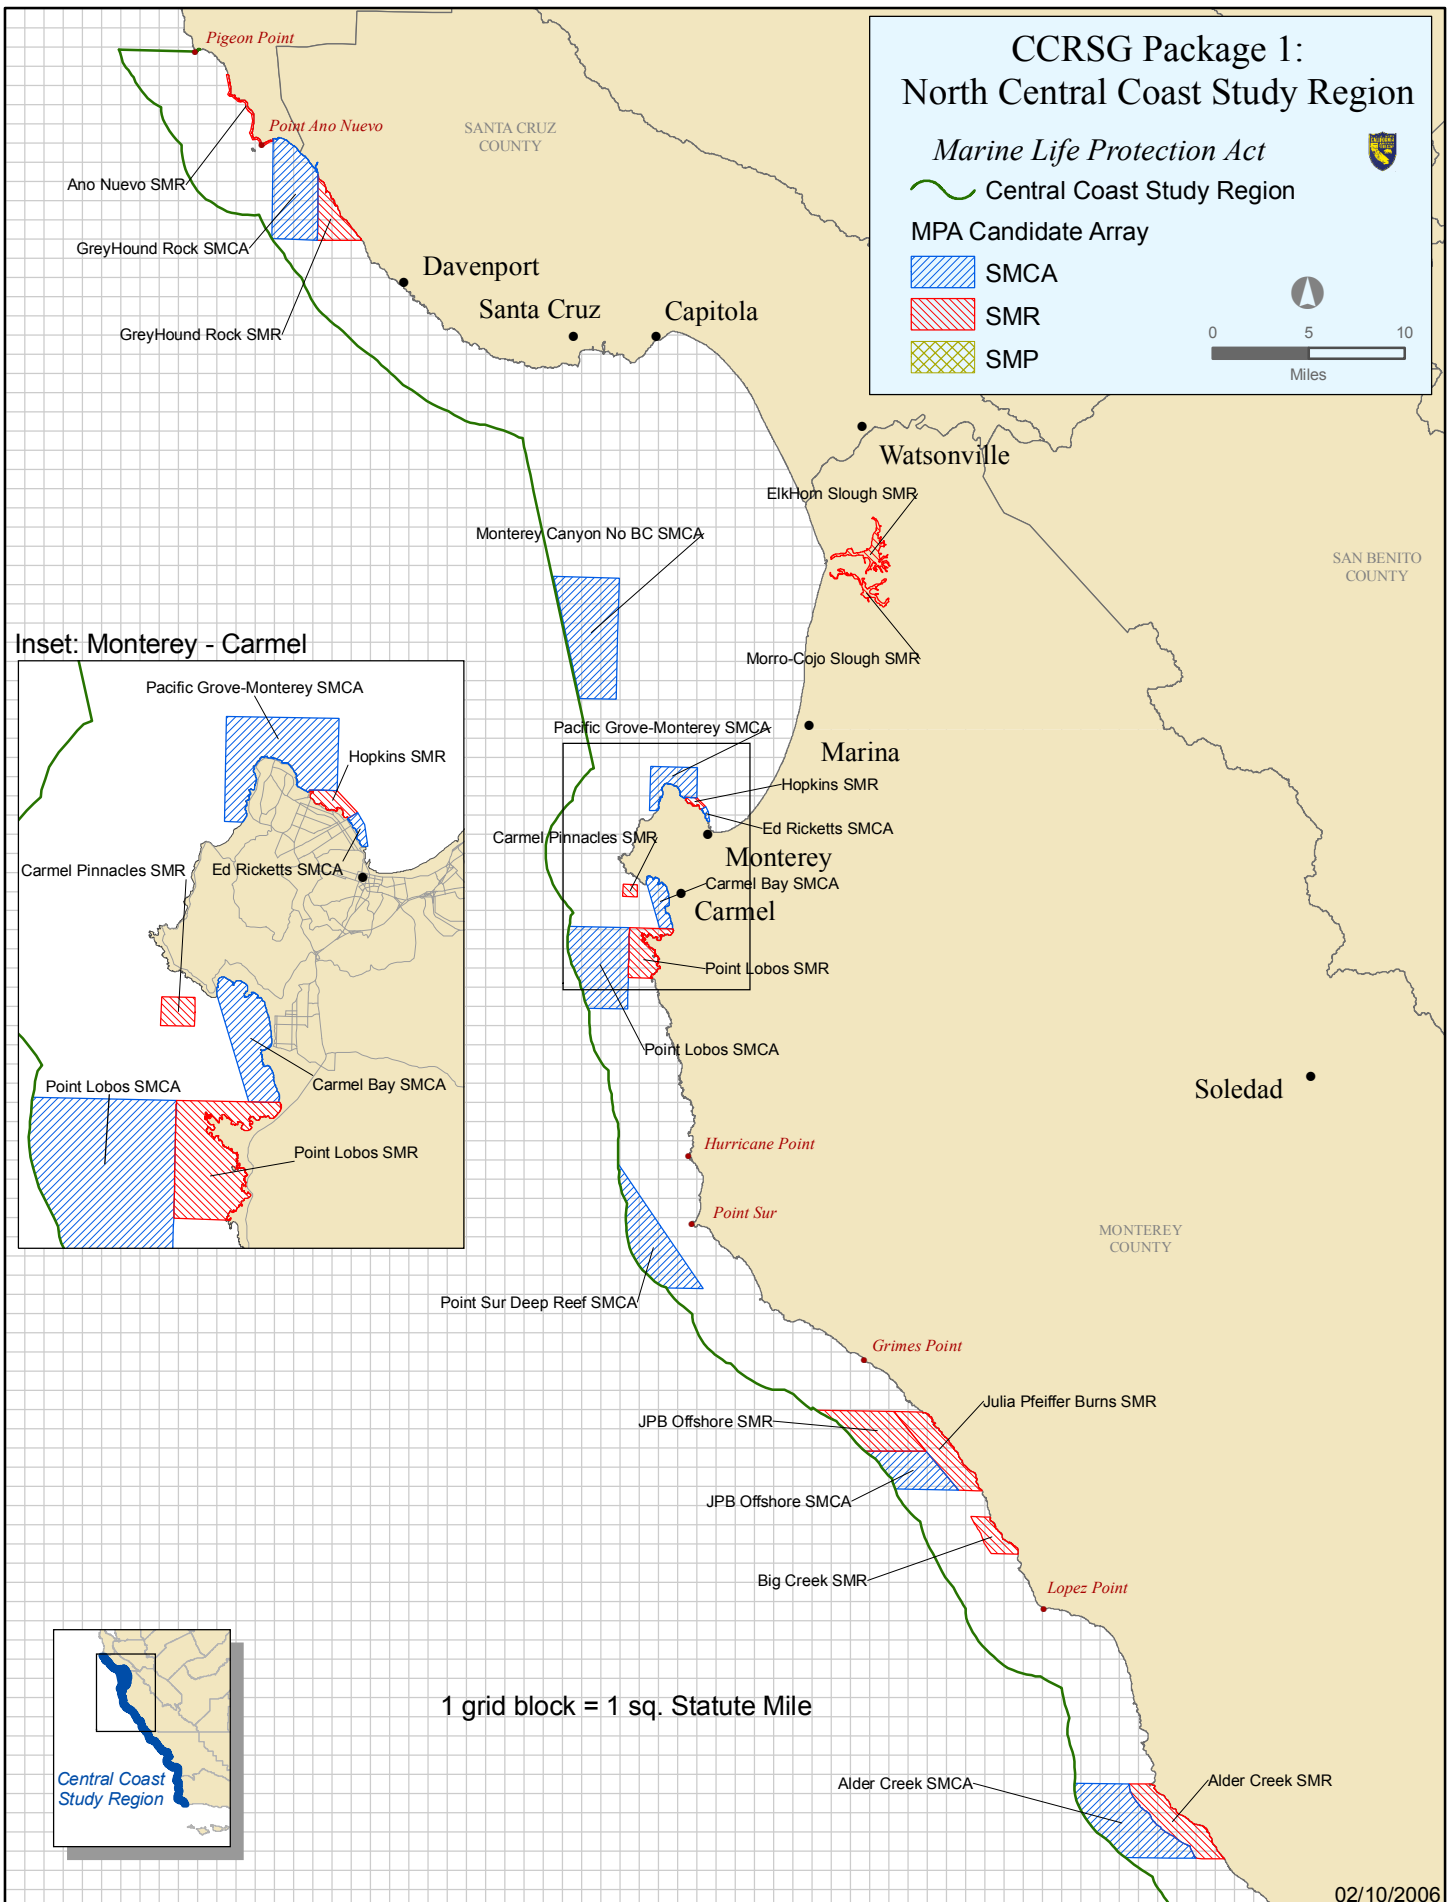 CCRSG Package 1:
North Central Coast Study Region
Marine Life Protection Act
Central Coast Study Region
MPA Candidate Array
SMCA
SMR
SMP
0 5 10
Miles
Pigeon Point
Point Ano Nuevo
SANTA CRUZ
COUNTY
Ano Nuevo SMR
GreyHound Rock SMCA
GreyHound Rock SMR
Davenport
Santa Cruz
Capitola
Watsonville
ElkHorn Slough SMR
Monterey Canyon No BC SMCA
SAN BENITO
COUNTY
Morro-Cojo Slough SMR
Pacific Grove-Monterey SMCA
Marina
Hopkins SMR
Ed Ricketts SMCA
Carmel Pinnacles SMR
Monterey
Carmel Bay SMCA
Carmel
Point Lobos SMR
Point Lobos SMCA
Soledad
Hurricane Point
Point Sur
MONTEREY
COUNTY
Point Sur Deep Reef SMCA
Grimes Point
Julia Pfeiffer Burns SMR
JPB Offshore SMR
JPB Offshore SMCA
Big Creek SMR
Lopez Point
Alder Creek SMCA
Alder Creek SMR
Inset: Monterey - Carmel
Pacific Grove-Monterey SMCA
Hopkins SMR
Carmel Pinnacles SMR
Ed Ricketts SMCA
Point Lobos SMCA
Carmel Bay SMCA
Point Lobos SMR
1 grid block = 1 sq. Statute Mile
Central Coast
Study Region
02/10/2006